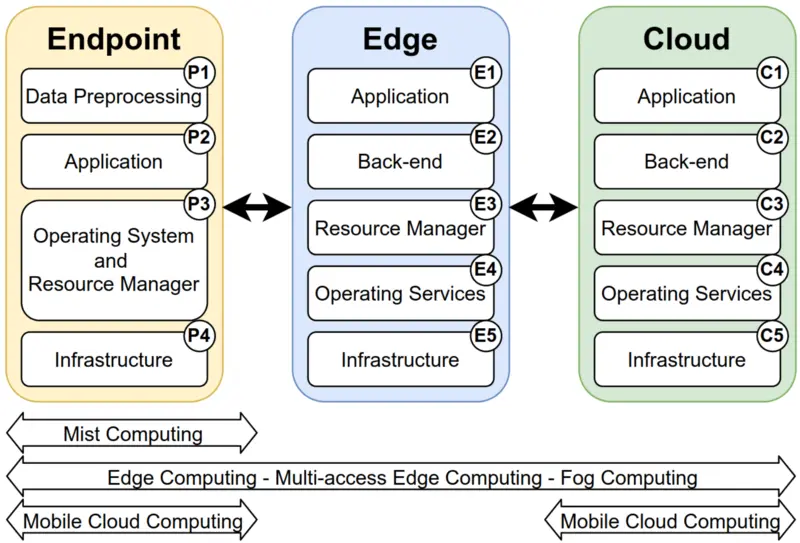 Endpoint
P1
Data Preprocessing
P2
Application
P3
Operating System
and
Resource Manager
P4
Infrastructure
Edge
E1
Application
E2
Back-end
E3
Resource Manager
E4
Operating Services
E5
Infrastructure
Cloud
C1
Application
C2
Back-end
C3
Resource Manager
C4
Operating Services
C5
Infrastructure
Mist Computing
Edge Computing - Multi-access Edge Computing - Fog Computing
Mobile Cloud Computing
Mobile Cloud Computing